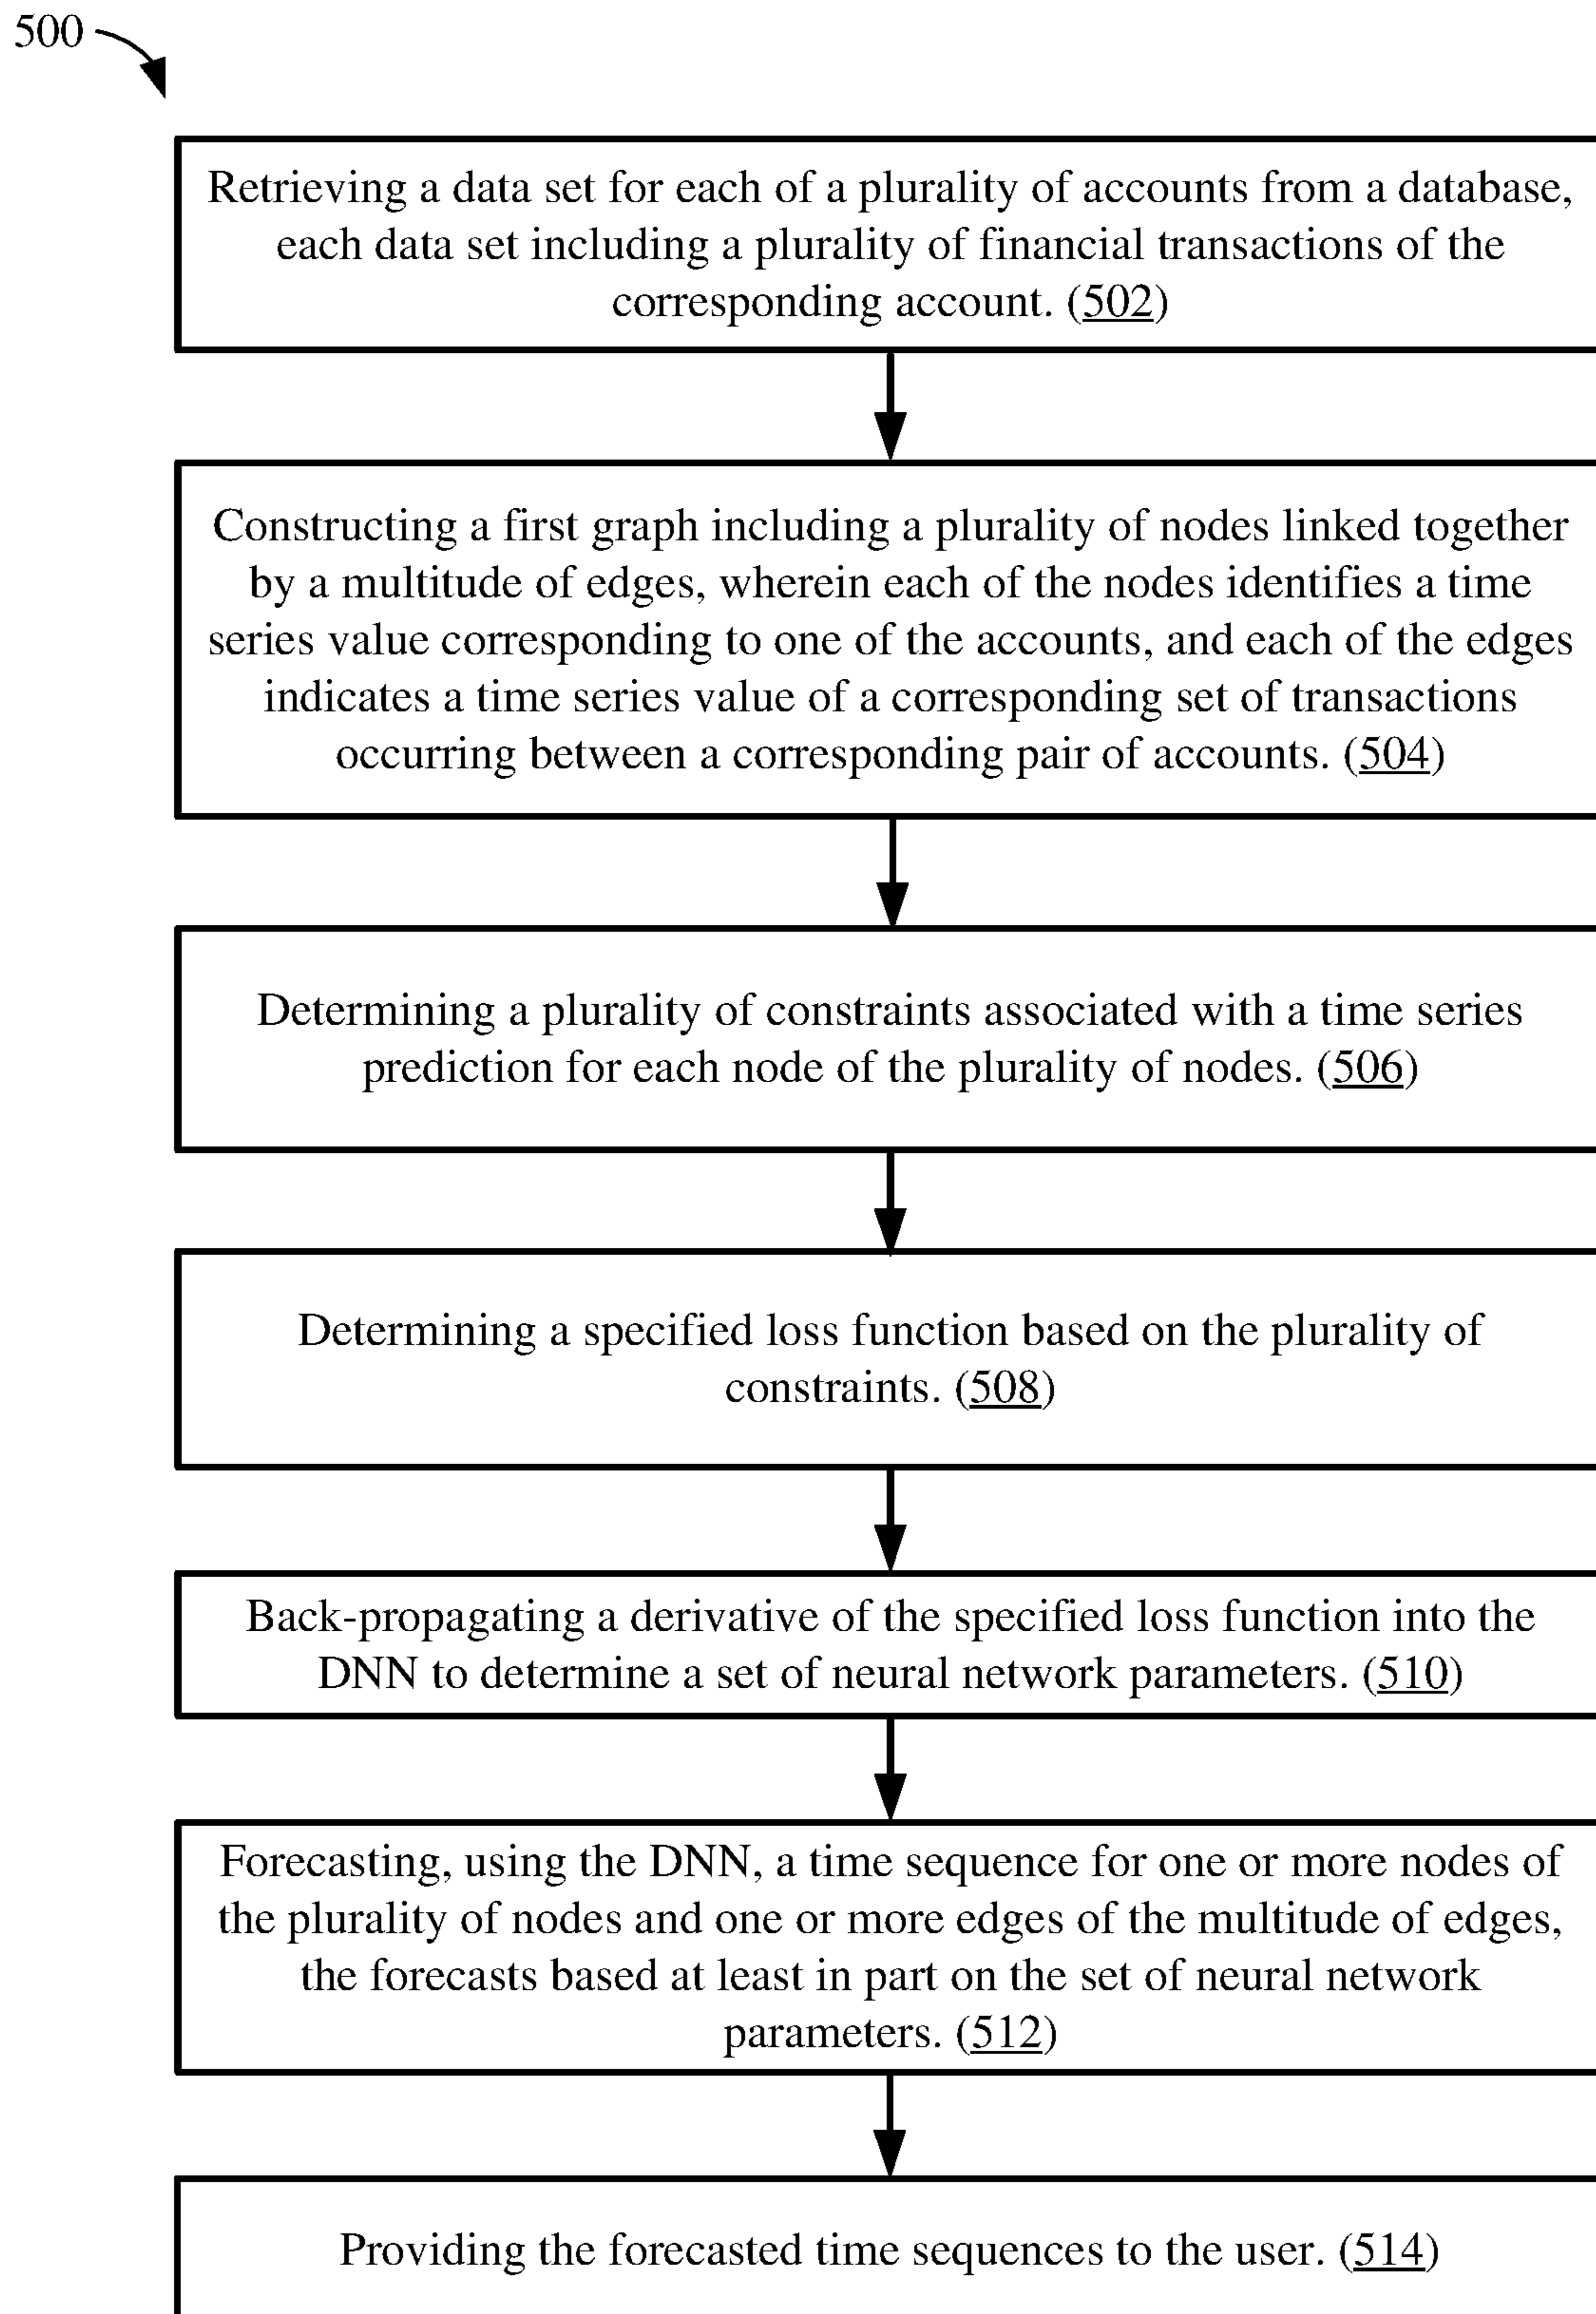 500
Retrieving a data set for each of a plurality of accounts from a database,
each data set including a plurality of financial transactions of the
corresponding account. (502)
Constructing a first graph including a plurality of nodes linked together
by a multitude of edges, wherein each of the nodes identifies a time
series value corresponding to one of the accounts, and each of the edges
indicates a time series value of a corresponding set of transactions
occurring between a corresponding pair of accounts. (504)
Determining a plurality of constraints associated with a time series
prediction for each node of the plurality of nodes. (506)
Determining a specified loss function based on the plurality of
constraints. (508)
Back-propagating a derivative of the specified loss function into the
DNN to determine a set of neural network parameters. (510)
Forecasting, using the DNN, a time sequence for one or more nodes of
the plurality of nodes and one or more edges of the multitude of edges,
the forecasts based at least in part on the set of neural network
parameters. (512)
Providing the forecasted time sequences to the user. (514)